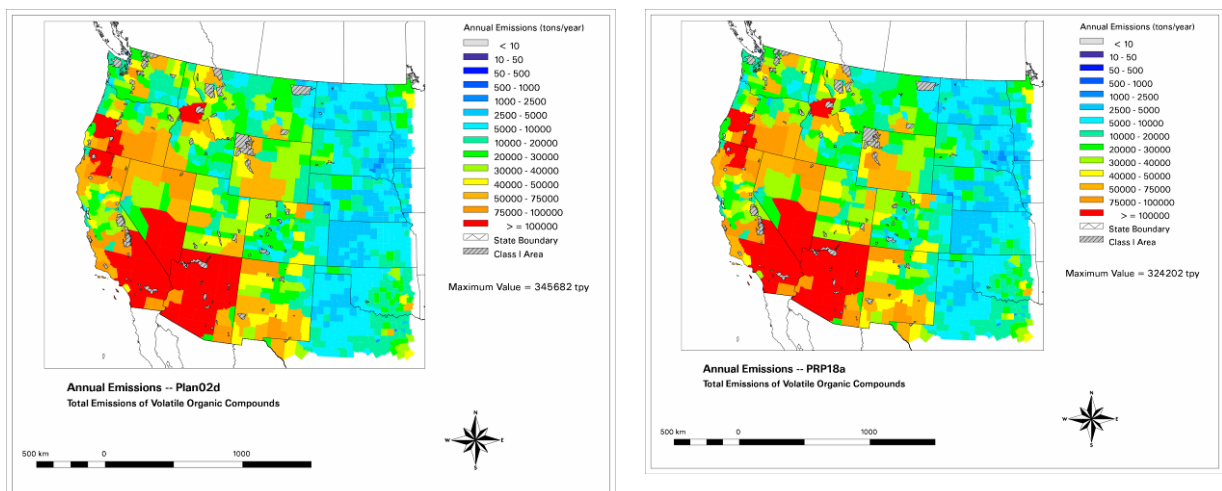 Annual Emissions (tons/year)
< 10
10 - 50
50 - 500
500 - 1000
1000 - 2500
2500 - 5000
5000 - 10000
10000 - 20000
20000 - 30000
30000 - 40000
40000 - 50000
50000 - 75000
75000 - 100000
> = 100000
State Boundary
Class I Area
Maximum Value = 345682 tpy
Annual Emissions -- Plan02d
Total Emissions of Volatile Organic Compounds
N
W E
S
500 km 0 1000
Annual Emissions (tons/year)
< 10
10 - 50
50 - 500
500 - 1000
1000 - 2500
2500 - 5000
5000 - 10000
10000 - 20000
20000 - 30000
30000 - 40000
40000 - 50000
50000 - 75000
75000 - 100000
> = 100000
State Boundary
Class I Area
Maximum Value = 324202 tpy
Annual Emissions -- PRP18a
Total Emissions of Volatile Organic Compounds
N
W E
S
500 km 0 1000